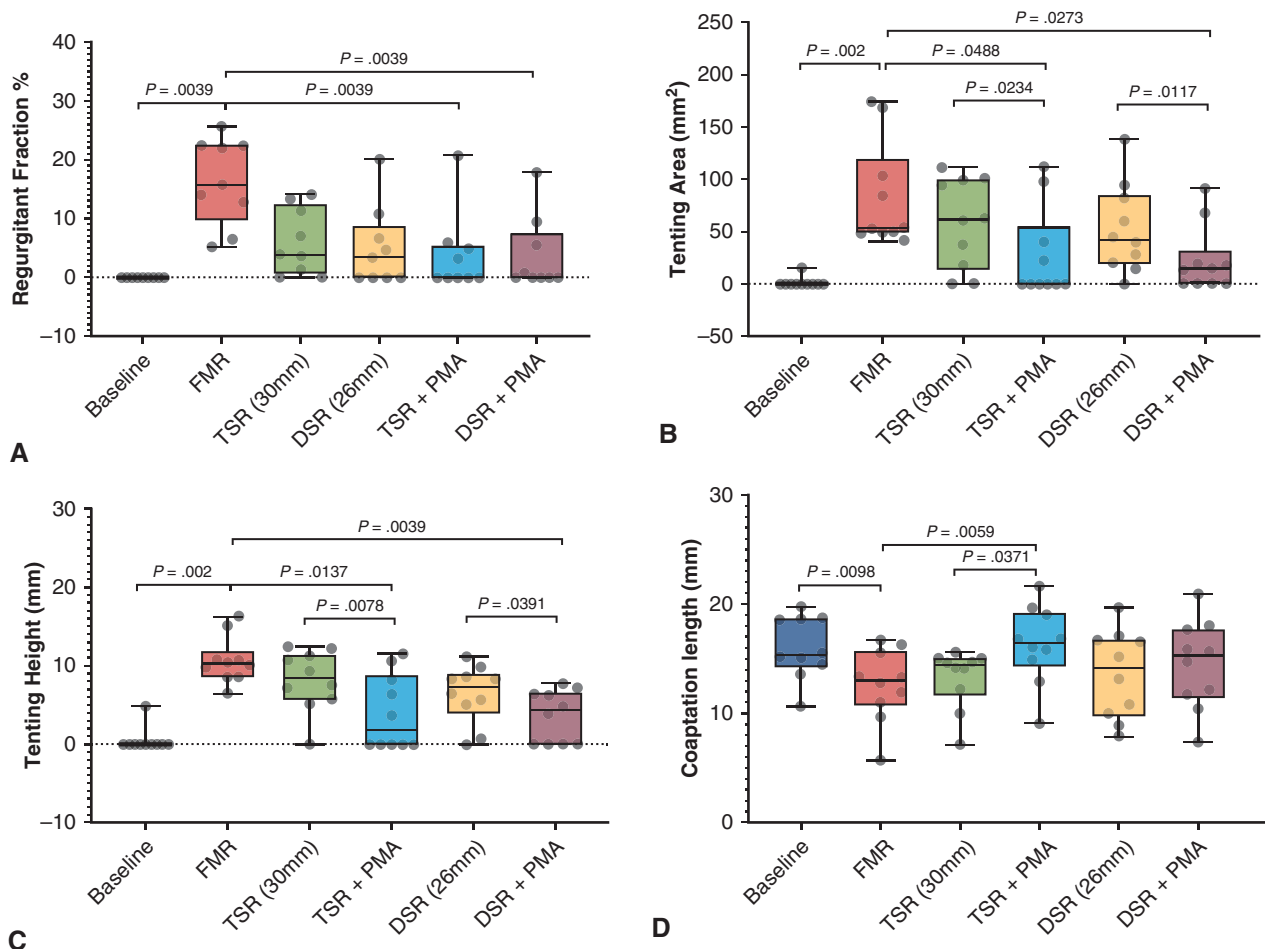 40
30
20
10
0
–10
Regurgitant Fraction %
P = .0039
P = .0039
P = .0039
Baseline
FMR
TSR (30mm)
DSR (26mm)
TSR + PMA
DSR + PMA
A
250
200
150
100
50
0
–50
Tenting Area (mm²)
P = .0273
P = .002
P = .0488
P = .0234
P = .0117
Baseline
FMR
TSR (30mm)
TSR + PMA
DSR (26mm)
DSR + PMA
B
30
20
10
0
–10
Tenting Height (mm)
P = .0039
P = .002
P = .0137
P = .0078
P = .0391
Baseline
FMR
TSR (30mm)
TSR + PMA
DSR (26mm)
DSR + PMA
C
30
20
10
0
Coaptation length (mm)
P = .0059
P = .0098
P = .0371
Baseline
FMR
TSR (30mm)
TSR + PMA
DSR (26mm)
DSR + PMA
D